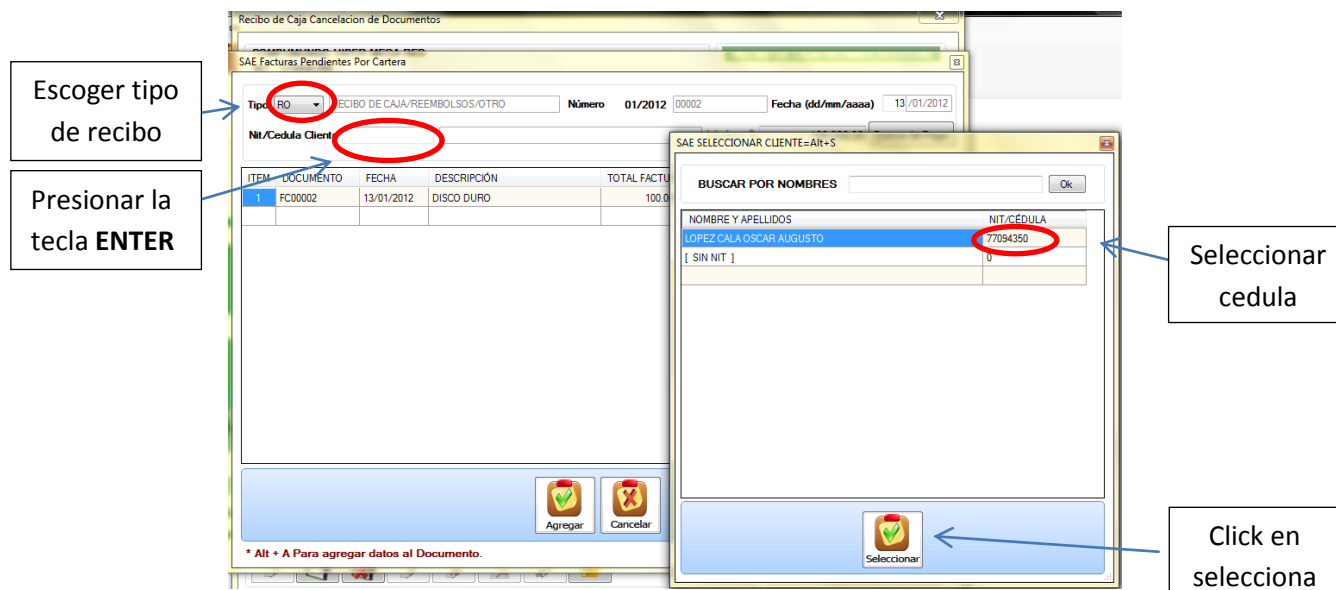 Recibo de Caja Cancelacion de Documentos
SAE Facturas Pendientes Por Cartera
Escoger tipo
de recibo
Tipo RO RECIBO DE CAJA/REEMBOLSOS/OTRO Número 01/2012 00002 Fecha (dd/mm/aaaa) 13/01/2012
Nit/Cedula Cliente
ITEM DOCUMENTO FECHA DESCRIPCIÓN TOTAL FACTU
1 FC00002 13/01/2012 DISCO DURO 100.0
Presionar la
tecla ENTER
SAE SELECCIONAR CLIENTE=Alt+S
BUSCAR POR NOMBRES Ok
NOMBRE Y APELLIDOS NIT/CÉDULA
LOPEZ CALA OSCAR AUGUSTO 77094350
[ SIN NIT ] 0
Seleccionar
cedula
Agregar Cancelar
* Alt + A Para agregar datos al Documento.
Seleccionar
Click en
selecciona